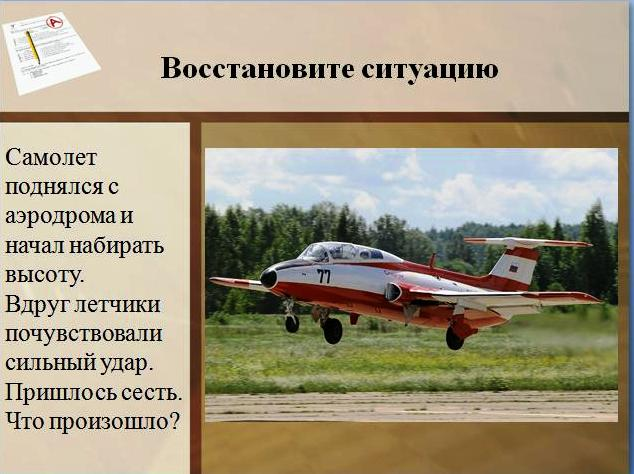 Восстановите ситуацию
Самолет
поднялся с
аэродрома и
начал набирать
высоту.
Вдруг летчики
почувствовали
сильный удар.
Пришлось сесть.
Что произошло?
77